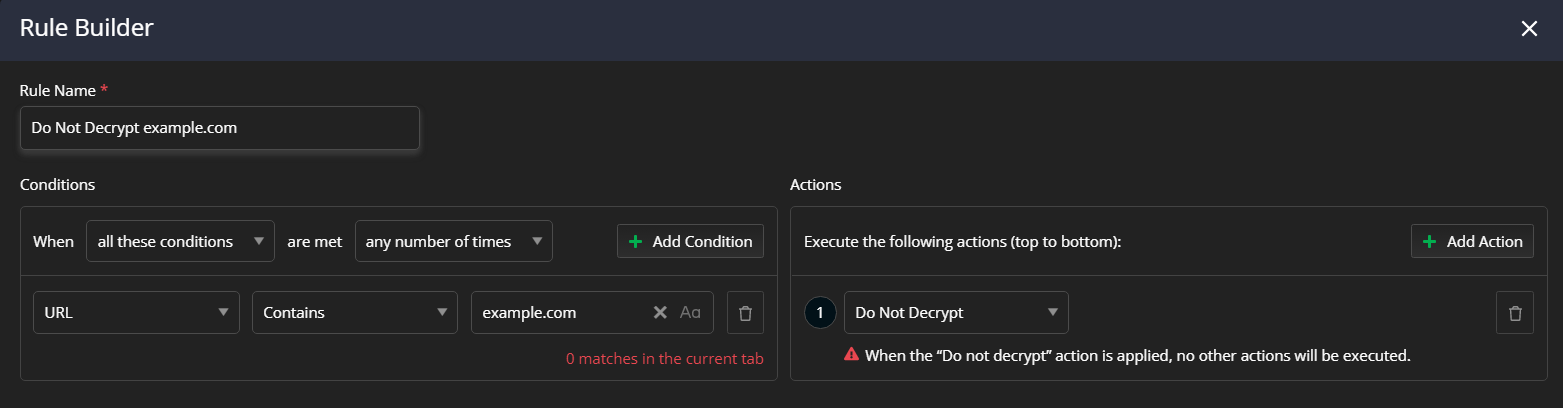 Rule Builder
Rule Name *
Do Not Decrypt example.com
Conditions
When all these conditions are met any number of times Add Condition
URL Contains example.com Aa
0 matches in the current tab
Actions
Execute the following actions (top to bottom): Add Action
1 Do Not Decrypt
When the “Do not decrypt” action is applied, no other actions will be executed.